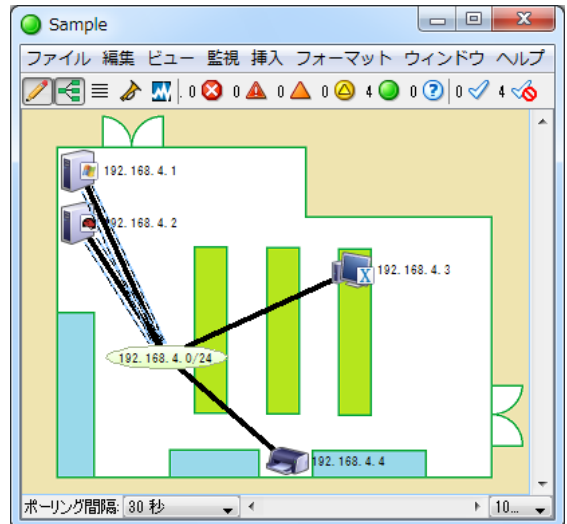 Sample
ファイル 編集 ビュー 監視 挿入 フォーマット ウィンドウ ヘルプ
. 0 0 0 0 4 0 0 4
192. 168. 4. 1
192. 168. 4. 2
192. 168. 4. 3
192. 168. 4. 0/24
192. 168. 4. 4
ポーリング間隔: 30 秒 10...